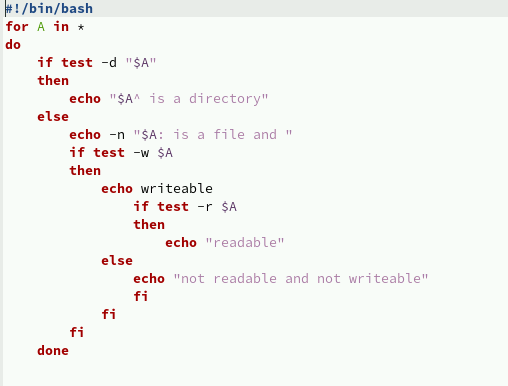 #!/bin/bash
for A in *
do
    if test -d "$A"
    then
        echo "$A^ is a directory"
    else
        echo -n "$A: is a file and "
        if test -w $A
        then
            echo writeable
                if test -r $A
                then
                    echo "readable"
            else
                echo "not readable and not writeable"
                fi
            fi
        fi
    done